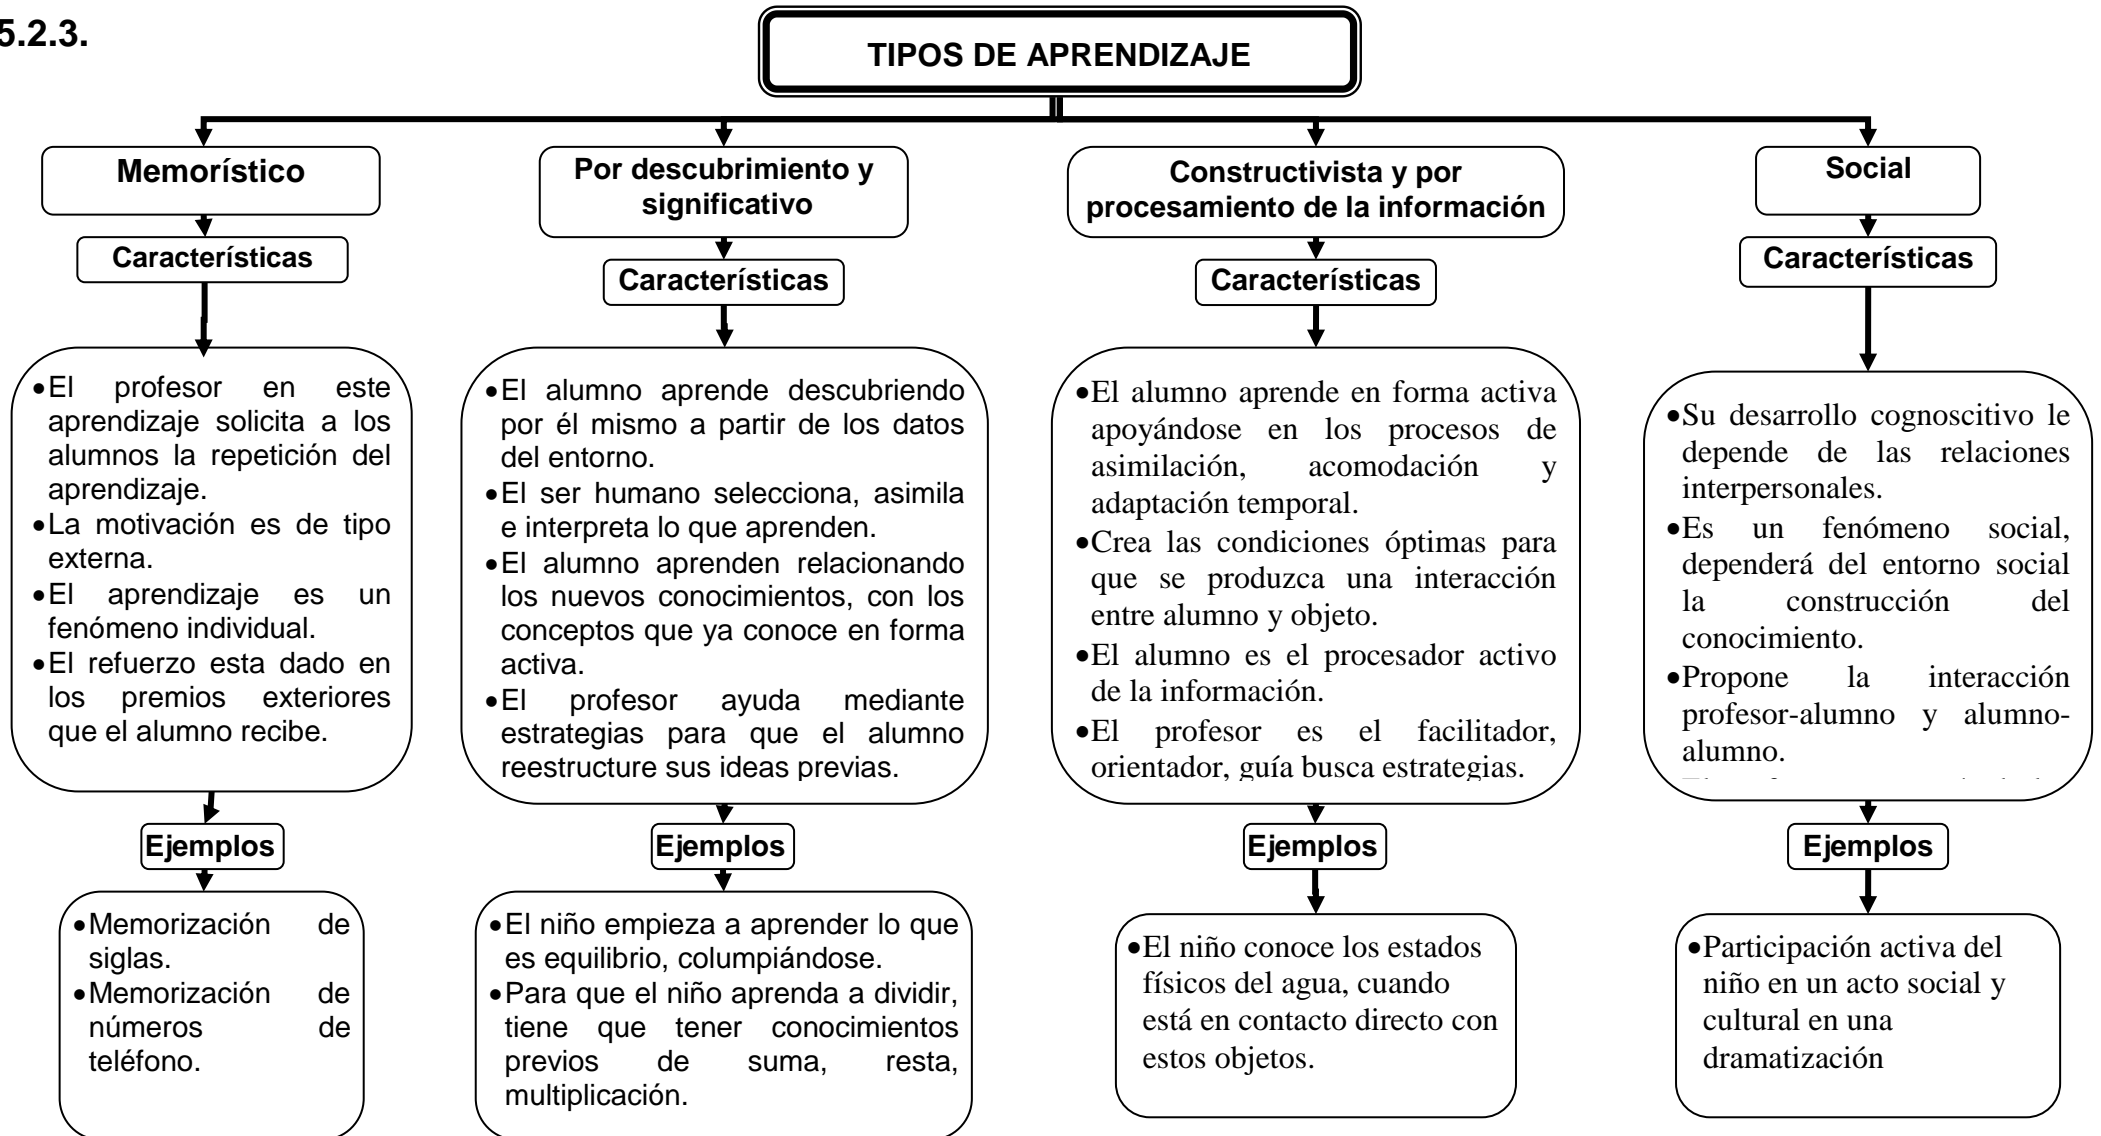 5.2.3.
TIPOS DE APRENDIZAJE
Memorístico
Características
•El profesor en este
aprendizaje solicita a los
alumnos la repetición del
aprendizaje.
•La motivación es de tipo
externa.
•El aprendizaje es un
fenómeno individual.
•El refuerzo esta dado en
los premios exteriores
que el alumno recibe.
Ejemplos
•Memorización de
siglas.
•Memorización de
números de
teléfono.
Por descubrimiento y
significativo
Características
•El alumno aprende descubriendo
por él mismo a partir de los datos
del entorno.
•El ser humano selecciona, asimila
e interpreta lo que aprenden.
•El alumno aprenden relacionando
los nuevos conocimientos, con los
conceptos que ya conoce en forma
activa.
•El profesor ayuda mediante
estrategias para que el alumno
reestructure sus ideas previas.
Ejemplos
•El niño empieza a aprender lo que
es equilibrio, columpiándose.
•Para que el niño aprenda a dividir,
tiene que tener conocimientos
previos de suma, resta,
multiplicación.
Constructivista y por
procesamiento de la información
Características
•El alumno aprende en forma activa
apoyándose en los procesos de
asimilación, acomodación y
adaptación temporal.
•Crea las condiciones óptimas para
que se produzca una interacción
entre alumno y objeto.
•El alumno es el procesador activo
de la información.
•El profesor es el facilitador,
orientador, guía busca estrategias.
Ejemplos
•El niño conoce los estados
físicos del agua, cuando
está en contacto directo con
estos objetos.
Social
Características
•Su desarrollo cognoscitivo le
depende de las relaciones
interpersonales.
•Es un fenómeno social,
dependerá del entorno social
la construcción del
conocimiento.
•Propone la interacción
profesor-alumno y alumno-
alumno.
Ejemplos
•Participación activa del
niño en un acto social y
cultural en una
dramatización